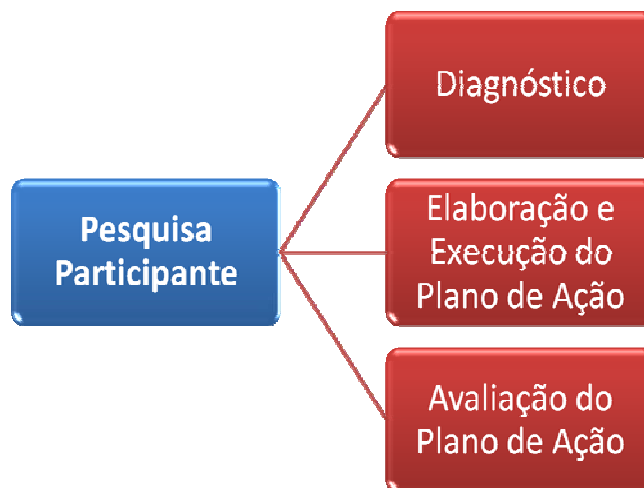 Pesquisa
Participante
Diagnóstico
Elaboração e
Execução do
Plano de Ação
Avaliação do
Plano de Ação